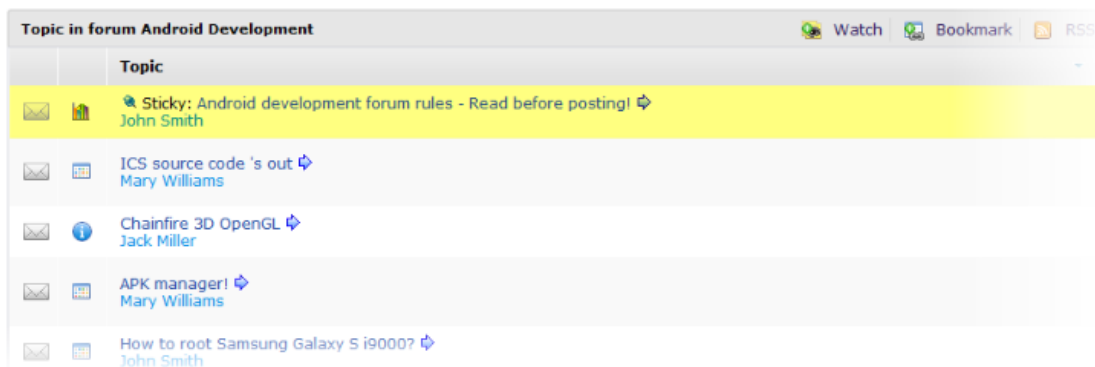 Topic in forum Android Development
Watch
Bookmark
RSS
Topic
Sticky: Android development forum rules - Read before posting!
John Smith
ICS source code 's out
Mary Williams
Chainfire 3D OpenGL
Jack Miller
APK manager!
Mary Williams
How to root Samsung Galaxy S i9000?
John Smith